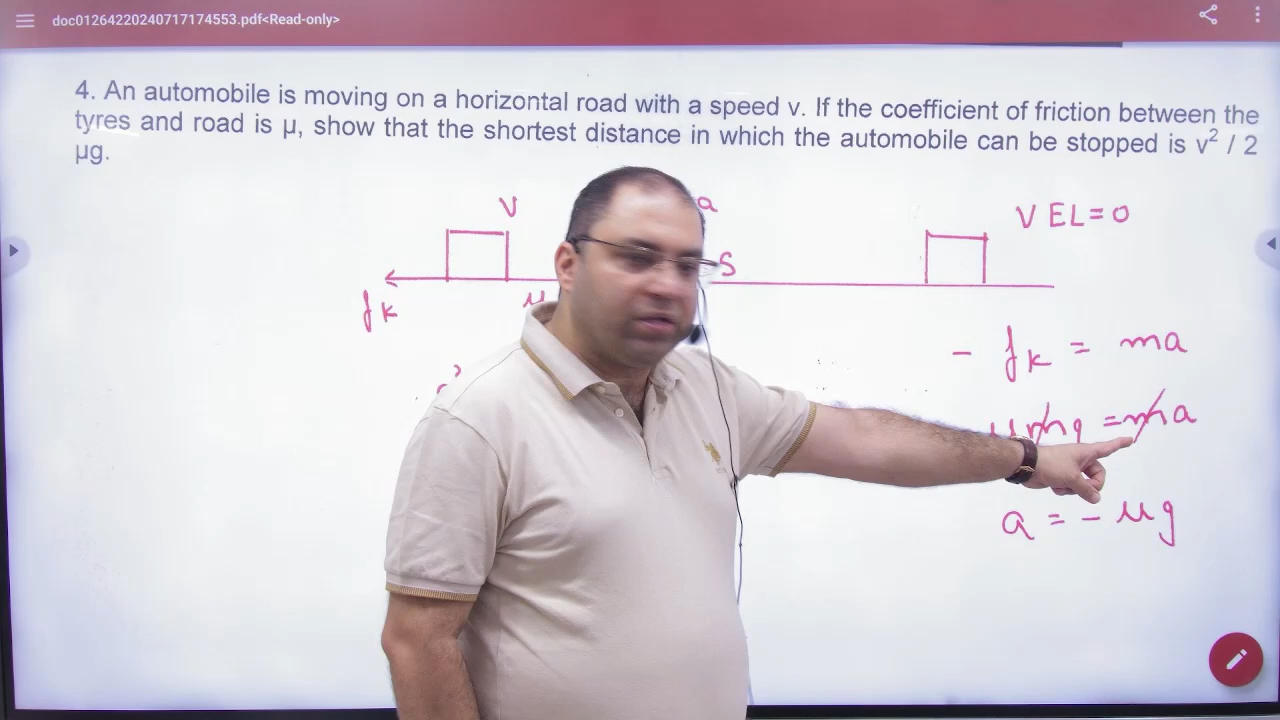 doc01264220240717174553.pdf<Read-only>
4. An automobile is moving on a horizontal road with a speed v. If the coefficient of friction between the
tyres and road is μ, show that the shortest distance in which the automobile can be stopped is v² / 2
μg.
V a VEL=0
S
fk μ
- fk = ma
μmg = ma
a = - μg